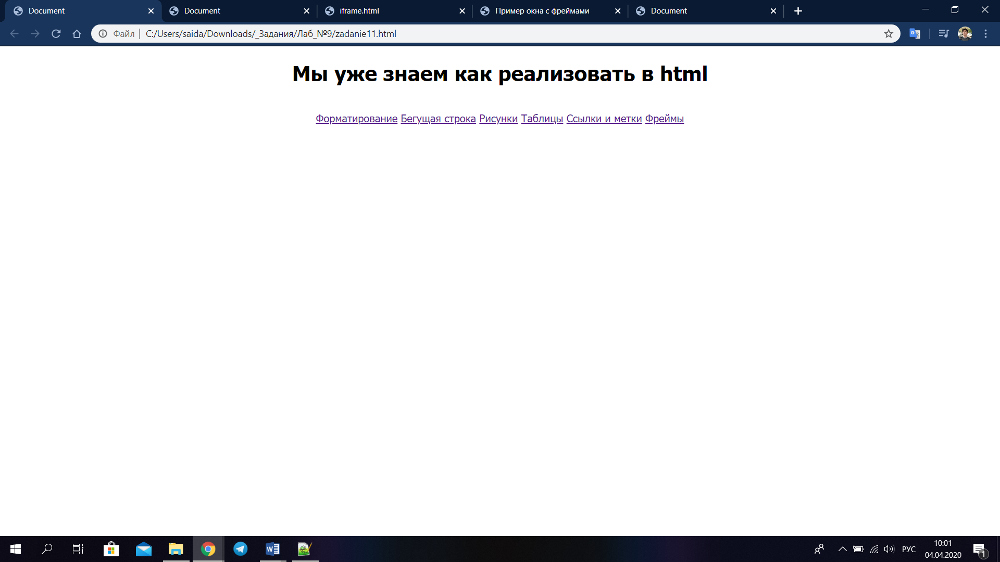 Document
Document
iframe.html
Пример окна с фреймами
Document
Файл
C:/Users/saida/Downloads/_Задания/Лаб_№9/zadanie11.html
Мы уже знаем как реализовать в html
Форматирование Бегущая строка Рисунки Таблицы Ссылки и метки Фреймы
РУС
10:01
04.04.2020
1